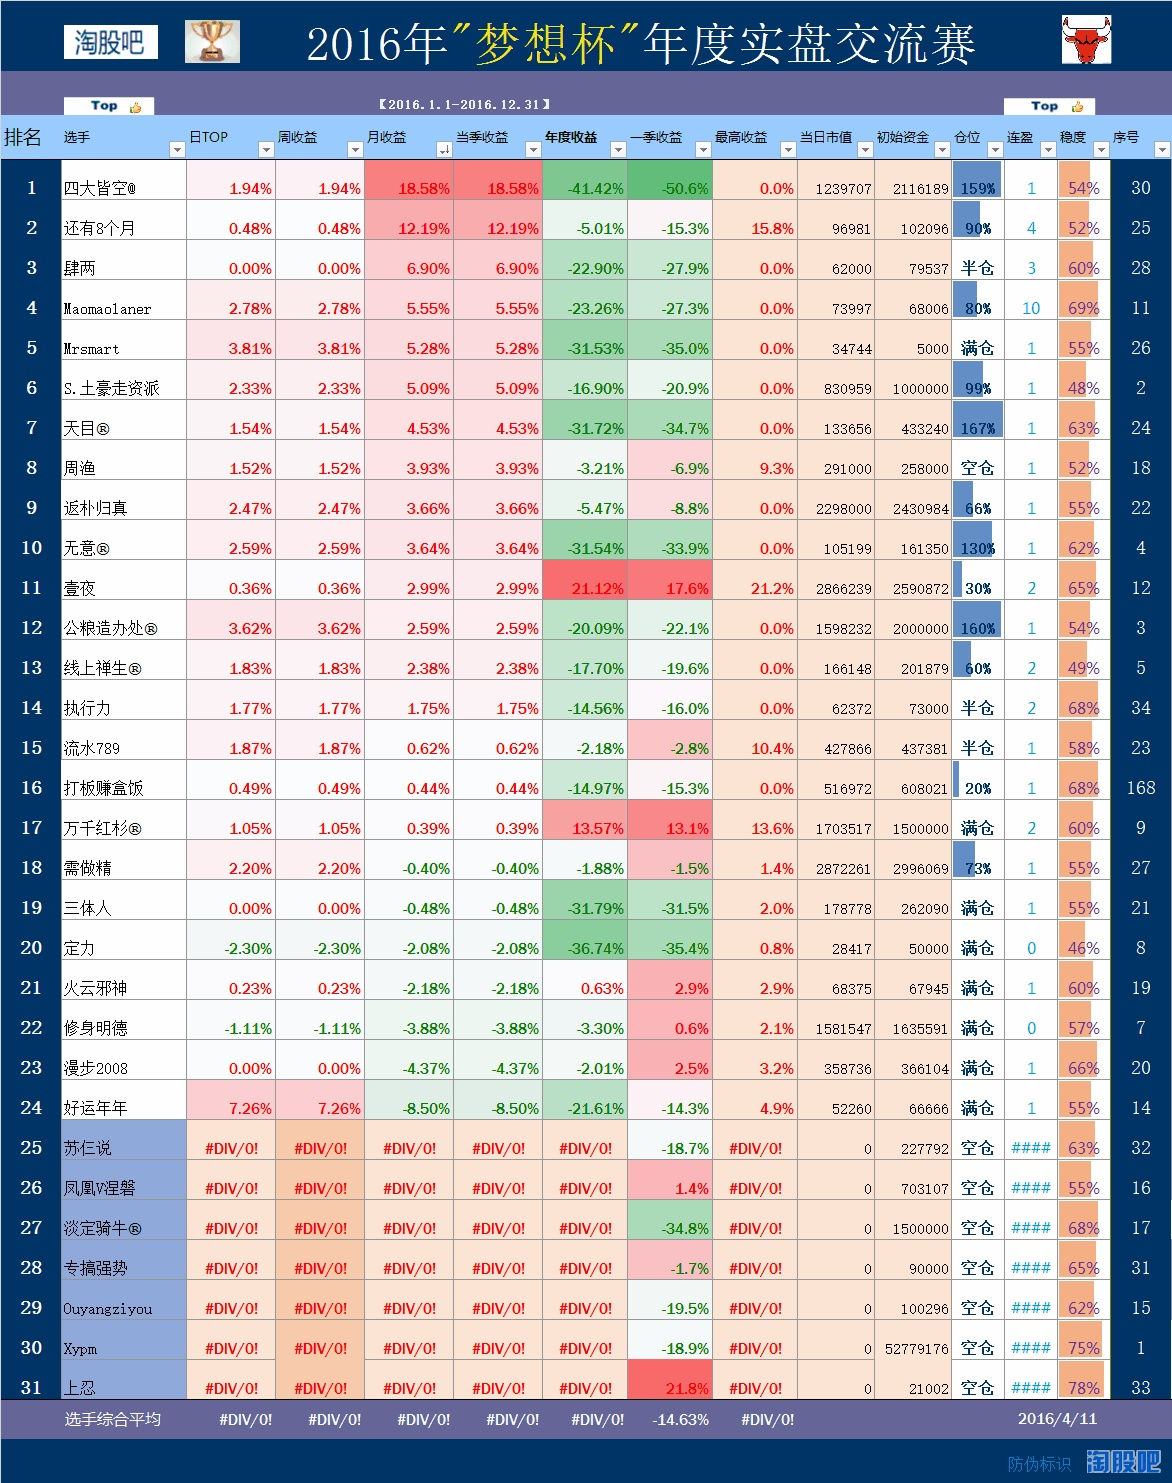 淘股吧 2016年"梦想杯"年度实盘交流赛
【2016.1.1-2016.12.31】
Top Top
排名 选手 日TOP 周收益 月收益 当季收益 年度收益 一季收益 最高收益 当日市值 初始资金 仓位 连盈 稳度 序号
1 四大皆空@ 1.94% 1.94% 18.58% 18.58% -41.42% -50.6% 0.0% 1239707 2116189 159% 1 54% 30
2 还有8个月 0.48% 0.48% 12.19% 12.19% -5.01% -15.3% 15.8% 96981 102096 90% 4 52% 25
3 肆两 0.00% 0.00% 6.90% 6.90% -22.90% -27.9% 0.0% 62000 79537 半仓 3 60% 28
4 Maomaolaner 2.78% 2.78% 5.55% 5.55% -23.26% -27.3% 0.0% 73997 68006 80% 10 69% 11
5 Mrsmart 3.81% 3.81% 5.28% 5.28% -31.53% -35.0% 0.0% 34744 5000 满仓 1 55% 26
6 S.土豪走资派 2.33% 2.33% 5.09% 5.09% -16.90% -20.9% 0.0% 830959 1000000 99% 1 48% 2
7 天目® 1.54% 1.54% 4.53% 4.53% -31.72% -34.7% 0.0% 133656 433240 167% 1 63% 24
8 周渔 1.52% 1.52% 3.93% 3.93% -3.21% -6.9% 9.3% 291000 258000 空仓 1 52% 18
9 返朴归真 2.47% 2.47% 3.66% 3.66% -5.47% -8.8% 0.0% 2298000 2430984 66% 1 55% 22
10 无意® 2.59% 2.59% 3.64% 3.64% -31.54% -33.9% 0.0% 105199 161350 130% 1 62% 4
11 壹夜 0.36% 0.36% 2.99% 2.99% 21.12% 17.6% 21.2% 2866239 2590872 30% 2 65% 12
12 公粮造办处® 3.62% 3.62% 2.59% 2.59% -20.09% -22.1% 0.0% 1598232 2000000 160% 1 54% 3
13 线上禅生® 1.83% 1.83% 2.38% 2.38% -17.70% -19.6% 0.0% 166148 201879 60% 2 49% 5
14 执行力 1.77% 1.77% 1.75% 1.75% -14.56% -16.0% 0.0% 62372 73000 半仓 2 68% 34
15 流水789 1.87% 1.87% 0.62% 0.62% -2.18% -2.8% 10.4% 427866 437381 半仓 1 58% 23
16 打板赚盒饭 0.49% 0.49% 0.44% 0.44% -14.97% -15.3% 0.0% 516972 608021 20% 1 68% 168
17 万千红杉® 1.05% 1.05% 0.39% 0.39% 13.57% 13.1% 13.6% 1703517 1500000 满仓 2 60% 9
18 需做精 2.20% 2.20% -0.40% -0.40% -1.88% -1.5% 1.4% 2872261 2996069 73% 1 55% 27
19 三体人 0.00% 0.00% -0.48% -0.48% -31.79% -31.5% 2.0% 178778 262090 满仓 1 55% 21
20 定力 -2.30% -2.30% -2.08% -2.08% -36.74% -35.4% 0.8% 28417 50000 满仓 0 46% 8
21 火云邪神 0.23% 0.23% -2.18% -2.18% 0.63% 2.9% 2.9% 68375 67945 满仓 1 60% 19
22 修身明德 -1.11% -1.11% -3.88% -3.88% -3.30% 0.6% 2.1% 1581547 1635591 满仓 0 57% 7
23 漫步2008 0.00% 0.00% -4.37% -4.37% -2.01% 2.5% 3.2% 358736 366104 满仓 1 66% 20
24 好运年年 7.26% 7.26% -8.50% -8.50% -21.61% -14.3% 4.9% 52260 66666 满仓 1 55% 14
25 苏仨说 #DIV/0! #DIV/0! #DIV/0! #DIV/0! #DIV/0! -18.7% #DIV/0! 0 227792 空仓 #### 63% 32
26 凤凰V涅磐 #DIV/0! #DIV/0! #DIV/0! #DIV/0! #DIV/0! 1.4% #DIV/0! 0 703107 空仓 #### 55% 16
27 淡定骑牛® #DIV/0! #DIV/0! #DIV/0! #DIV/0! #DIV/0! -34.8% #DIV/0! 0 1500000 空仓 #### 68% 17
28 专搞强势 #DIV/0! #DIV/0! #DIV/0! #DIV/0! #DIV/0! -1.7% #DIV/0! 0 90000 空仓 #### 65% 31
29 Ouyangziyou #DIV/0! #DIV/0! #DIV/0! #DIV/0! #DIV/0! -19.5% #DIV/0! 0 100296 空仓 #### 62% 15
30 Xypm #DIV/0! #DIV/0! #DIV/0! #DIV/0! #DIV/0! -18.9% #DIV/0! 0 52779176 空仓 #### 75% 1
31 上忍 #DIV/0! #DIV/0! #DIV/0! #DIV/0! #DIV/0! 21.8% #DIV/0! 0 21002 空仓 #### 78% 33
选手综合平均 #DIV/0! #DIV/0! #DIV/0! #DIV/0! #DIV/0! -14.63% #DIV/0! 2016/4/11
防伪标识 淘股吧